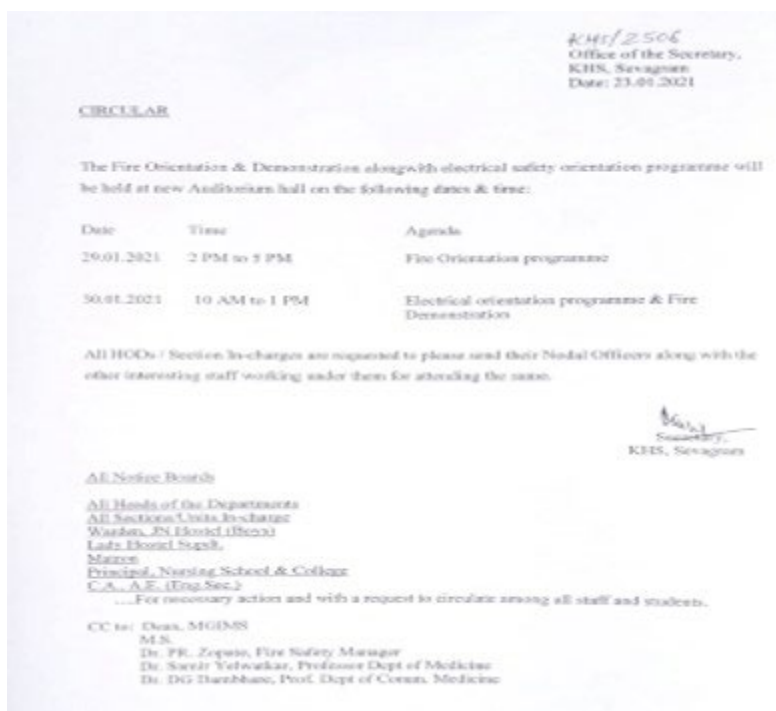 KHS/2506
Office of the Secretary,
KHS, Sevagram
Date: 23.01.2021
CIRCULAR
The Fire Orientation & Demonstration alongwith electrical safety orientation programme will
be held at new Auditorium hall on the following dates & time:
Date Time Agenda
29.01.2021 2 PM to 5 PM Fire Orientation programme
30.01.2021 10 AM to 1 PM Electrical orientation programme & Fire
Demonstration
All HODs / Section In-charges are requested to please send their Nodal Officers along with the
other interesting staff working under them for attending the same.
Secretary,
KHS, Sevagram
All Notice Boards
All Heads of the Departments
All Sections/Units In-charge
Warden, JN Hostel (Boys)
Lady Hostel Supdt.
Matron
Principal, Nursing School & College
C.A., A.E. (Eng.Sec.)
....For necessary action and with a request to circulate among all staff and students.
CC to: Dean, MGIMS
M.S.
Dr. PR. Zopate, Fire Safety Manager
Dr. Samir Yelwatkar, Professor Dept of Medicine
Dr. DG Dambhare, Prof. Dept of Comm. Medicine